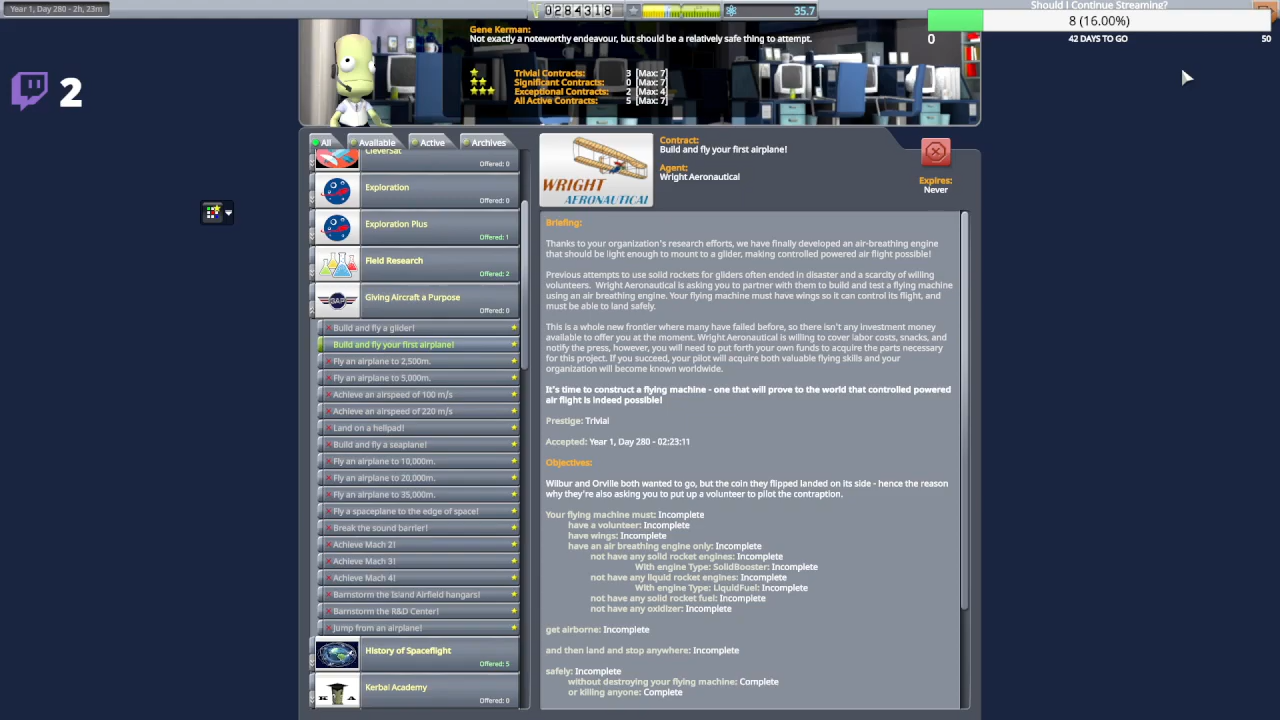 Year 1, Day 280 - 2h, 23m
0284318
35.7
Should I Continue Streaming?
8 (16.00%)
0
42 DAYS TO GO
50
2
Gene Kerman:
Not exactly a noteworthy endeavour, but should be a relatively safe thing to attempt.
Trivial Contracts: 3 [Max: 7]
Significant Contracts: 0 [Max: 7]
Exceptional Contracts: 2 [Max: 4]
All Active Contracts: 5 [Max: 7]
All
Available
Active
Archives
CleverSat
Offered: 0
Exploration
Offered: 0
Exploration Plus
Offered: 1
Field Research
Offered: 2
GAP
Giving Aircraft a Purpose
Offered: 0
Build and fly a glider!
Build and fly your first airplane!
Fly an airplane to 2,500m.
Fly an airplane to 5,000m.
Achieve an airspeed of 100 m/s
Achieve an airspeed of 220 m/s
Land on a helipad!
Build and fly a seaplane!
Fly an airplane to 10,000m.
Fly an airplane to 20,000m.
Fly an airplane to 35,000m.
Fly a spaceplane to the edge of space!
Break the sound barrier!
Achieve Mach 2!
Achieve Mach 3!
Achieve Mach 4!
Barnstorm the Island Airfield hangars!
Barnstorm the R&D Center!
Jump from an airplane!
History of Spaceflight
Offered: 5
K A
Kerbal Academy
Offered: 0
WRIGHT
AERONAUTICAL
Contract:
Build and fly your first airplane!
Agent:
Wright Aeronautical
Expires:
Never
Briefing:
Thanks to your organization's research efforts, we have finally developed an air-breathing engine
that should be light enough to mount to a glider, making controlled powered air flight possible!
Previous attempts to use solid rockets for gliders often ended in disaster and a scarcity of willing
volunteers. Wright Aeronautical is asking you to partner with them to build and test a flying machine
using an air breathing engine. Your flying machine must have wings so it can control its flight, and
must be able to land safely.
This is a whole new frontier where many have failed before, so there isn't any investment money
available to offer you at the moment. Wright Aeronautical is willing to cover labor costs, snacks, and
notify the press, however, you will need to put forth your own funds to acquire the parts necessary
for this project. If you succeed, your pilot will acquire both valuable flying skills and your
organization will become known worldwide.
It's time to construct a flying machine - one that will prove to the world that controlled powered
air flight is indeed possible!
Prestige: Trivial
Accepted: Year 1, Day 280 - 02:23:11
Objectives:
Wilbur and Orville both wanted to go, but the coin they flipped landed on its side - hence the reason
why they're also asking you to put up a volunteer to pilot the contraption.
Your flying machine must: Incomplete
have a volunteer: Incomplete
have wings: Incomplete
have an air breathing engine only: Incomplete
not have any solid rocket engines: Incomplete
With engine Type: SolidBooster: Incomplete
not have any liquid rocket engines: Incomplete
With engine Type: LiquidFuel: Incomplete
not have any solid rocket fuel: Incomplete
not have any oxidizer: Incomplete
get airborne: Incomplete
and then land and stop anywhere: Incomplete
safely: Incomplete
without destroying your flying machine: Complete
or killing anyone: Complete